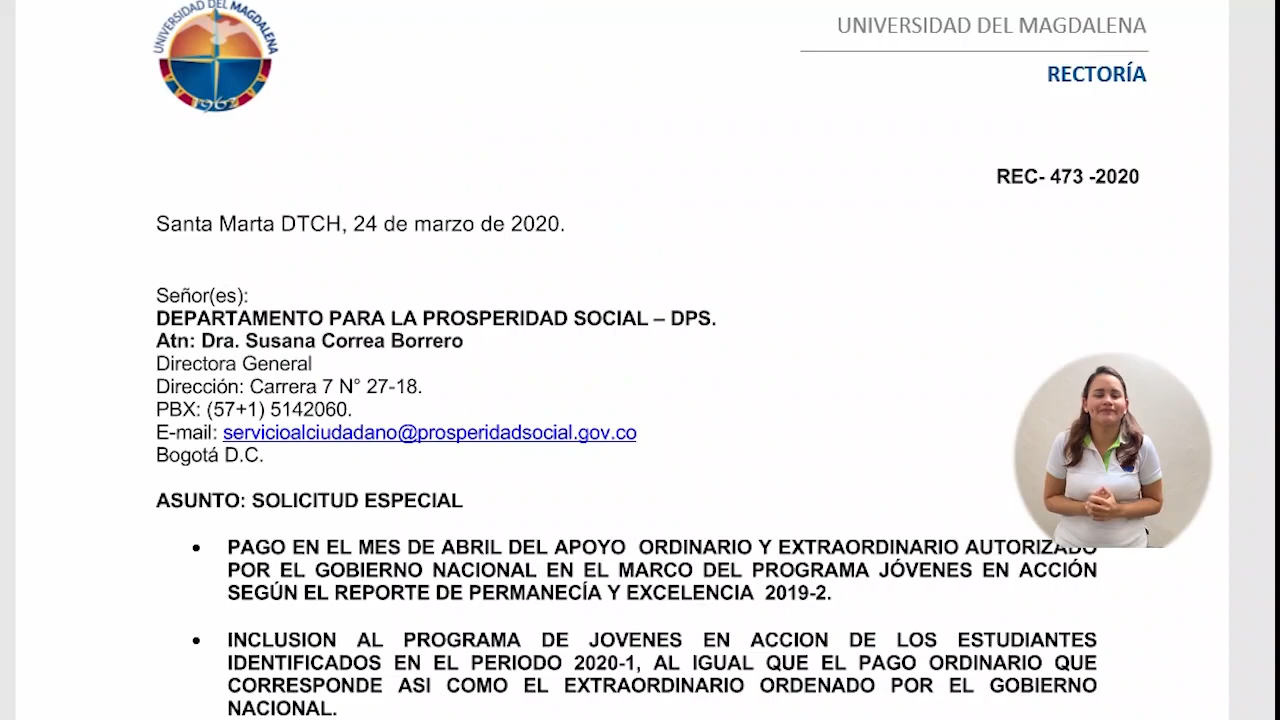 UNIVERSIDAD DEL MAGDALENA
1962
UNIVERSIDAD DEL MAGDALENA
RECTORÍA
REC- 473 -2020
Santa Marta DTCH, 24 de marzo de 2020.
Señor(es):
DEPARTAMENTO PARA LA PROSPERIDAD SOCIAL – DPS.
Atn: Dra. Susana Correa Borrero
Directora General
Dirección: Carrera 7 N° 27-18.
PBX: (57+1) 5142060.
E-mail: servicioalciudadano@prosperidadsocial.gov.co
Bogotá D.C.
ASUNTO: SOLICITUD ESPECIAL
• PAGO EN EL MES DE ABRIL DEL APOYO ORDINARIO Y EXTRAORDINARIO AUTORIZADO
POR EL GOBIERNO NACIONAL EN EL MARCO DEL PROGRAMA JÓVENES EN ACCIÓN
SEGÚN EL REPORTE DE PERMANECÍA Y EXCELENCIA 2019-2.
• INCLUSION AL PROGRAMA DE JOVENES EN ACCION DE LOS ESTUDIANTES
IDENTIFICADOS EN EL PERIODO 2020-1, AL IGUAL QUE EL PAGO ORDINARIO QUE
CORRESPONDE ASI COMO EL EXTRAORDINARIO ORDENADO POR EL GOBIERNO
NACIONAL.